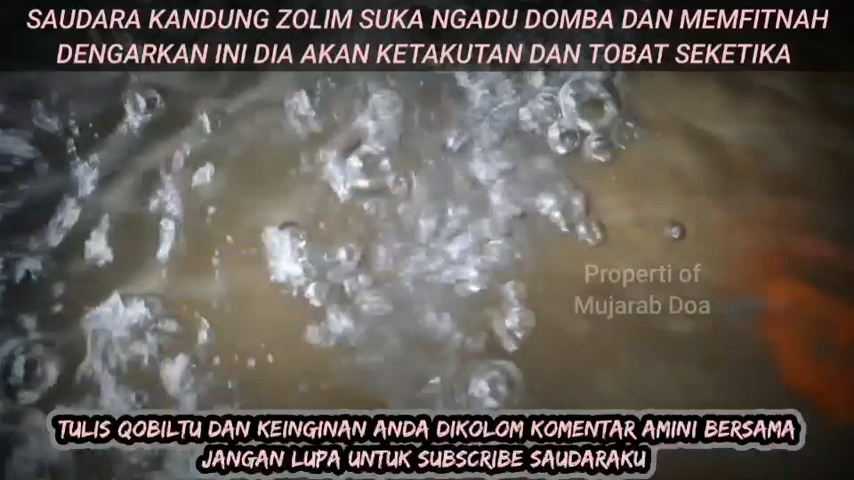 SAUDARA KANDUNG ZOLIM SUKA NGADU DOMBA DAN MEMFITNAH
DENGARKAN INI DIA AKAN KETAKUTAN DAN TOBAT SEKETIKA
Properti of
Mujarab Doa
TULIS QOBILTU DAN KEINGINAN ANDA DIKOLOM KOMENTAR AMINI BERSAMA
JANGAN LUPA UNTUK SUBSCRIBE SAUDARAKU